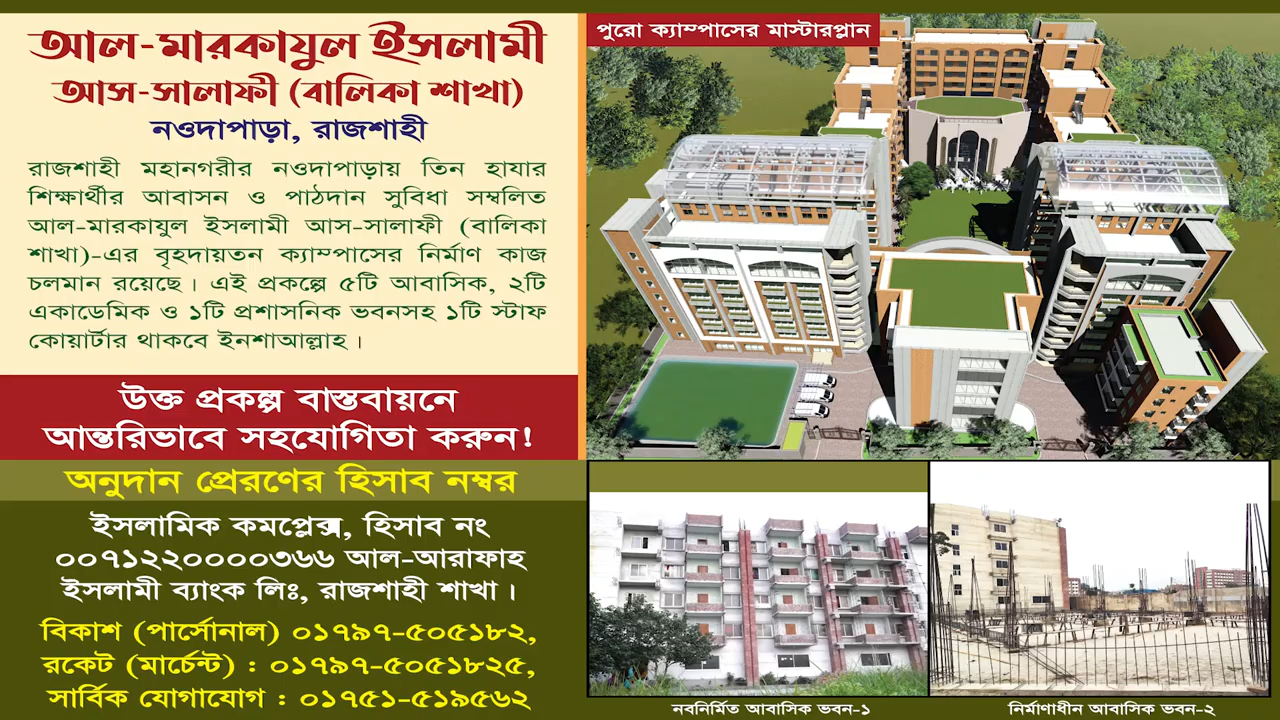 আল-মারকাযুল ইসলামী
আস-সালাফী (বালিকা শাখা)
নওদাপাড়া, রাজশাহী
রাজশাহী মহানগরীর নওদাপাড়ায় তিন হাযার
শিক্ষার্থীর আবাসন ও পাঠদান সুবিধা সম্বলিত
আল-মারকাযুল ইসলামী আস-সালাফী (বালিকা
শাখা)-এর বৃহদায়তন ক্যাম্পাসের নির্মাণ কাজ
চলমান রয়েছে। এই প্রকল্পে ৫টি আবাসিক, ২টি
একাডেমিক ও ১টি প্রশাসনিক ভবনসহ ১টি স্টাফ
কোয়ার্টার থাকবে ইনশাআল্লাহ।
উক্ত প্রকল্প বাস্তবায়নে
আন্তরিভাবে সহযোগিতা করুন!
অনুদান প্রেরণের হিসাব নম্বর
ইসলামিক কমপ্লেক্স, হিসাব নং
০০৭১২২০০০০৩৬৬ আল-আরাফাহ
ইসলামী ব্যাংক লিঃ, রাজশাহী শাখা।
বিকাশ (পার্সোনাল) ০১৭৯৭-৫০৫১৮২,
রকেট (মার্চেন্ট) : ০১৭৯৭-৫০৫১৮২৫,
সার্বিক যোগাযোগ : ০১৭৫১-৫১৯৫৬২
পুরো ক্যাম্পাসের মাস্টারপ্লান
নবনির্মিত আবাসিক ভবন-১
নির্মাণাধীন আবাসিক ভবন-২